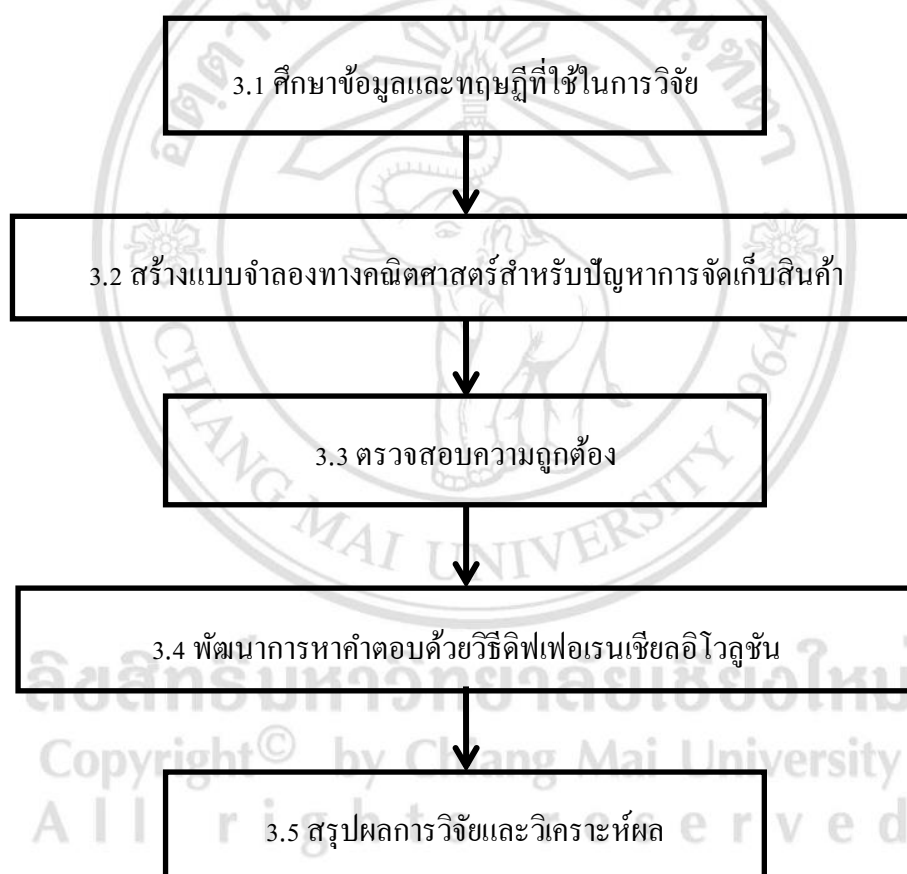 3.1 ศึกษาข้อมูลและทฤษฎีที่ใช้ในการวิจัย
3.2 สร้างแบบจำลองทางคณิตศาสตร์สำหรับปัญหาการจัดเก็บสินค้า
3.3 ตรวจสอบความถูกต้อง
CHIANG MAI UNIVERSITY 1964
3.4 พัฒนาการหาคำตอบด้วยวิธีดิฟเฟอเรนเชียลอิโวลูชัน
ลิขสิทธิ์มหาวิทยาลัยเชียงใหม่
Copyright© by Chiang Mai University
3.5 สรุปผลการวิจัยและวิเคราะห์ผล
All rights reserved